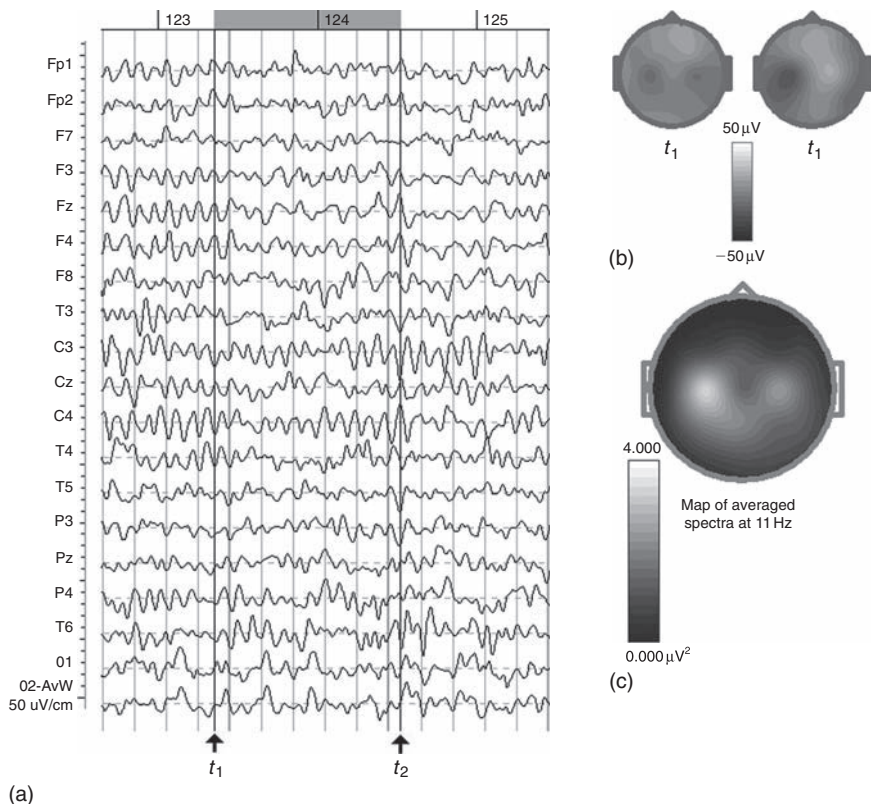 123 124 125
Fp1
Fp2
F7
F3
Fz
F4
F8
T3
C3
Cz
C4
T4
T5
P3
Pz
P4
T6
01
02-AvW
50 uV/cm
t1 t2
(a)
t1 t1
50 µV
−50 µV
(b)
4.000
0.000 µV²
Map of averaged
spectra at 11 Hz
(c)